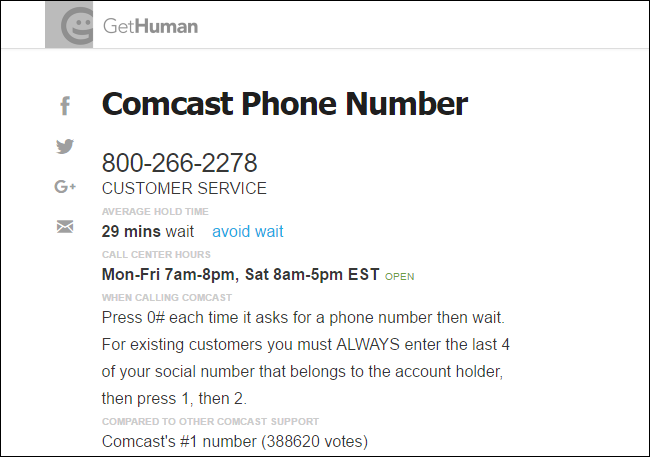 GetHuman
Comcast Phone Number
800-266-2278
CUSTOMER SERVICE
AVERAGE HOLD TIME
29 mins wait avoid wait
CALL CENTER HOURS
Mon-Fri 7am-8pm, Sat 8am-5pm EST OPEN
WHEN CALLING COMCAST
Press 0# each time it asks for a phone number then wait.
For existing customers you must ALWAYS enter the last 4
of your social number that belongs to the account holder,
then press 1, then 2.
COMPARED TO OTHER COMCAST SUPPORT
Comcast's #1 number (388620 votes)